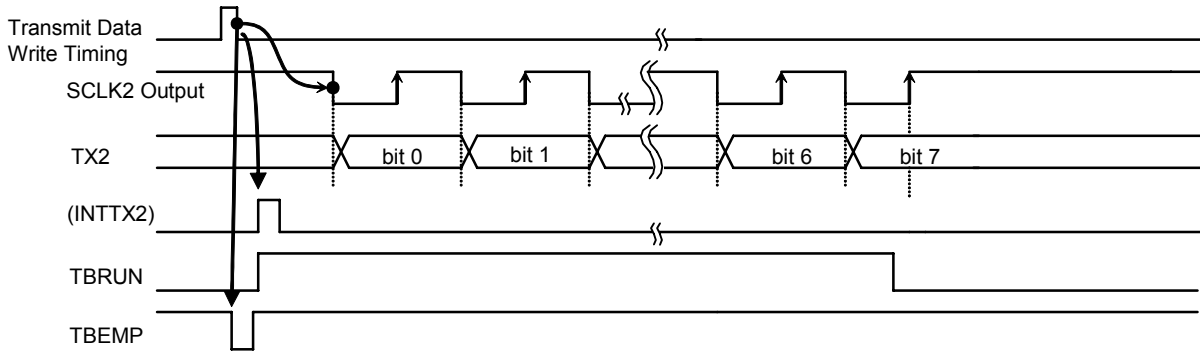 Transmit Data
Write Timing
SCLK2 Output
TX2
bit 0
bit 1
bit 6
bit 7
(INTTX2)
TBRUN
TBEMP